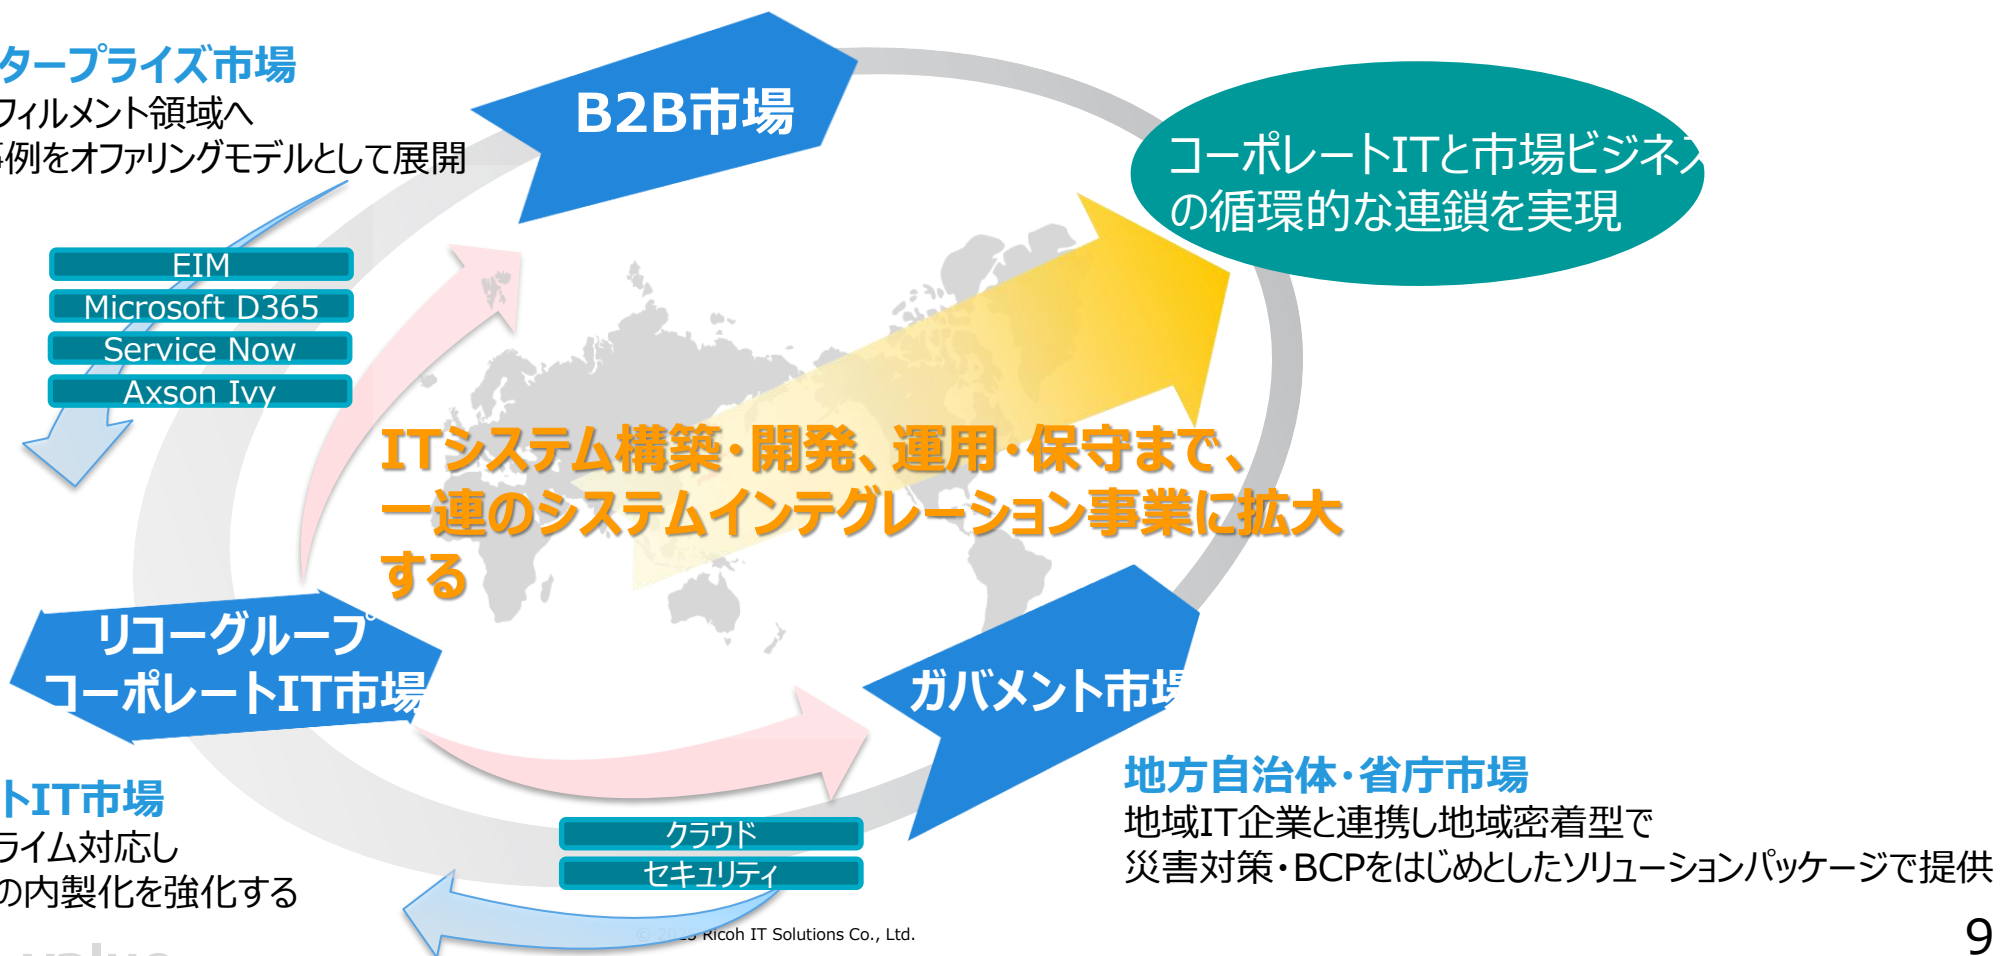 タープライズ市場
フィルメント領域へ
事例をオファリングモデルとして展開
B2B市場
コーポレートITと市場ビジネス
の循環的な連鎖を実現
EIM
Microsoft D365
Service Now
Axson Ivy
ITシステム構築・開発、運用・保守まで、
一連のシステムインテグレーション事業に拡大
する
リコーグループ
コーポレートIT市場
ガバメント市場
トIT市場
ライム対応し
の内製化を強化する
クラウド
セキュリティ
地方自治体・省庁市場
地域IT企業と連携し地域密着型で
災害対策・BCPをはじめとしたソリューションパッケージで提供
Ricoh IT Solutions Co., Ltd.
9